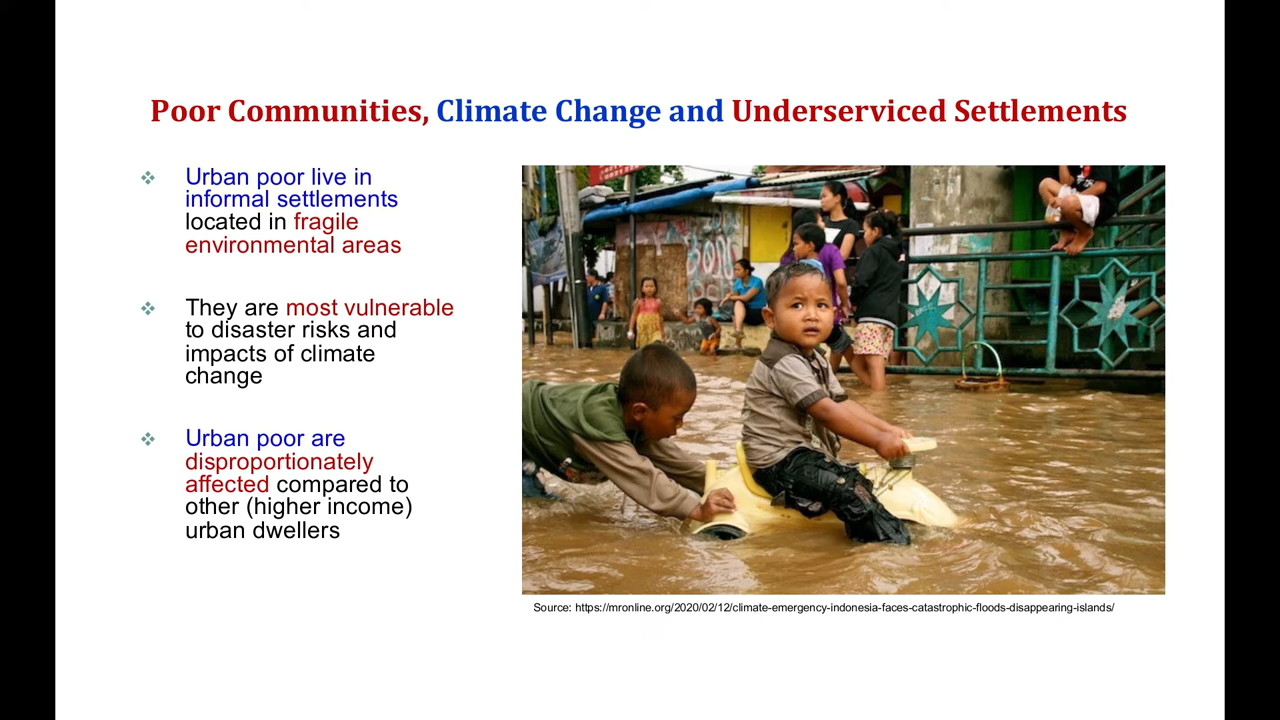 Poor Communities, Climate Change and Underserviced Settlements
Urban poor live in
informal settlements
located in fragile
environmental areas
They are most vulnerable
to disaster risks and
impacts of climate
change
Urban poor are
disproportionately
affected compared to
other (higher income)
urban dwellers
Source: https://mronline.org/2020/02/12/climate-emergency-indonesia-faces-catastrophic-floods-disappearing-islands/